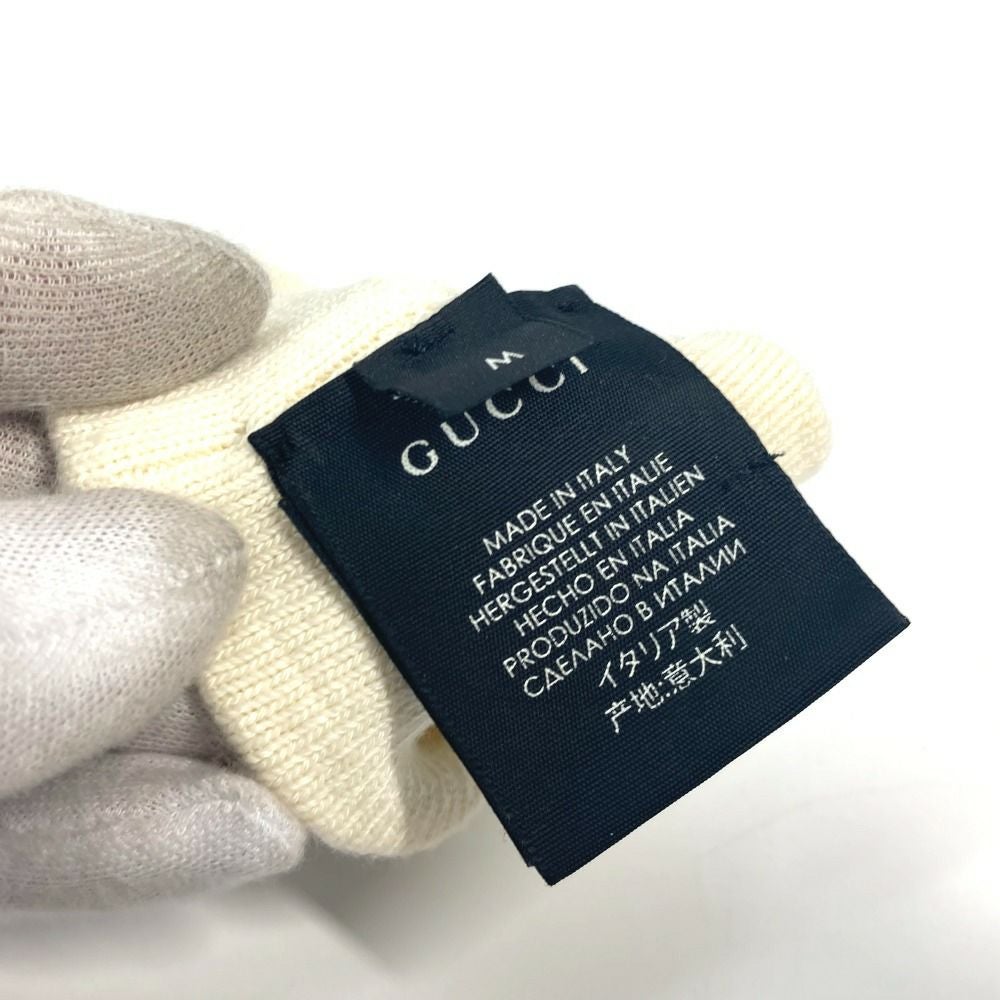 M
GUCCI
MADE IN ITALY
FABRIQUE EN ITALIE
HERGESTELLT IN ITALIEN
HECHO EN ITALIA
PRODUZIDO NA ITALIA
СДЕЛАНО В ИТАЛИИ
イタリア製
产地:意大利